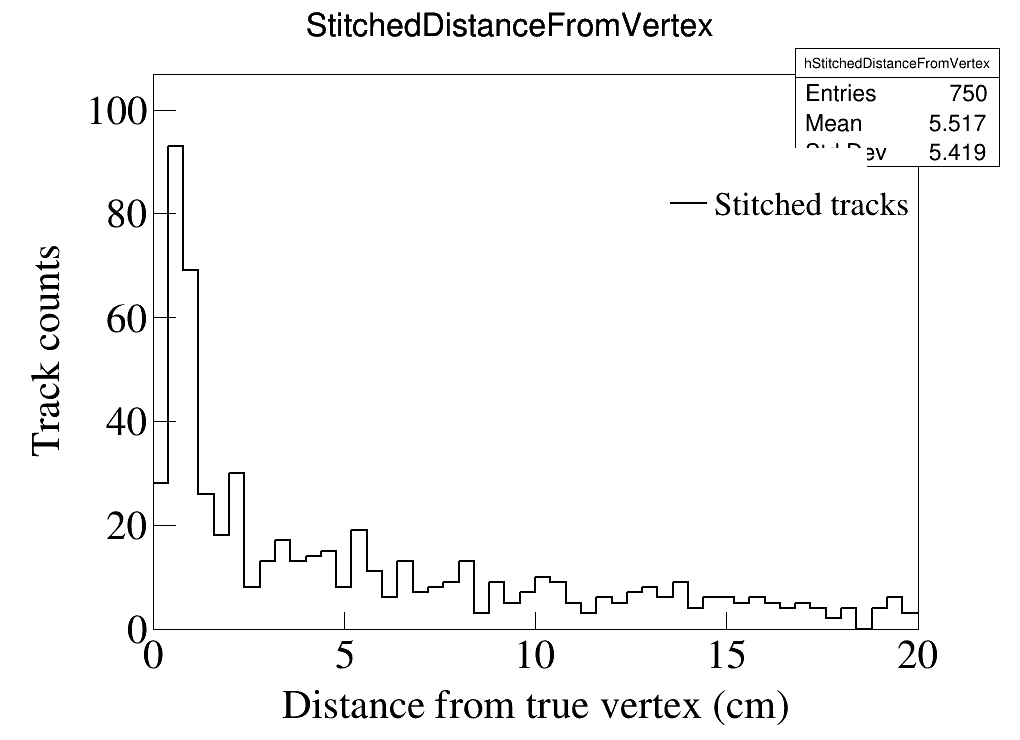 StitchedDistanceFromVertex
hStitchedDistanceFromVertex
Entries 750
Mean 5.517
5.419
Stitched tracks
Track counts
100
80
60
40
20
0
0 5 10 15 20
Distance from true vertex (cm)